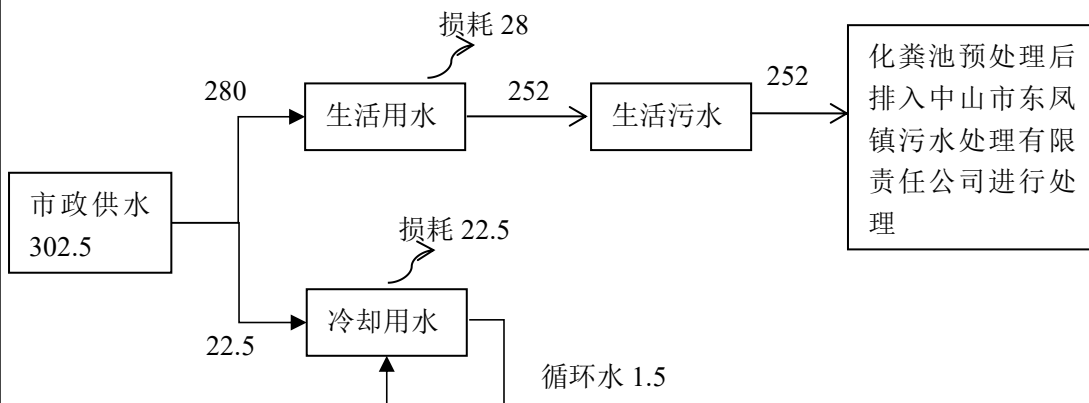 损耗 28
280
生活用水
252
生活污水
252
化粪池预处理后
排入中山市东凤
镇污水处理有限
责任公司进行处
理
市政供水
302.5
损耗 22.5
22.5
冷却用水
循环水 1.5